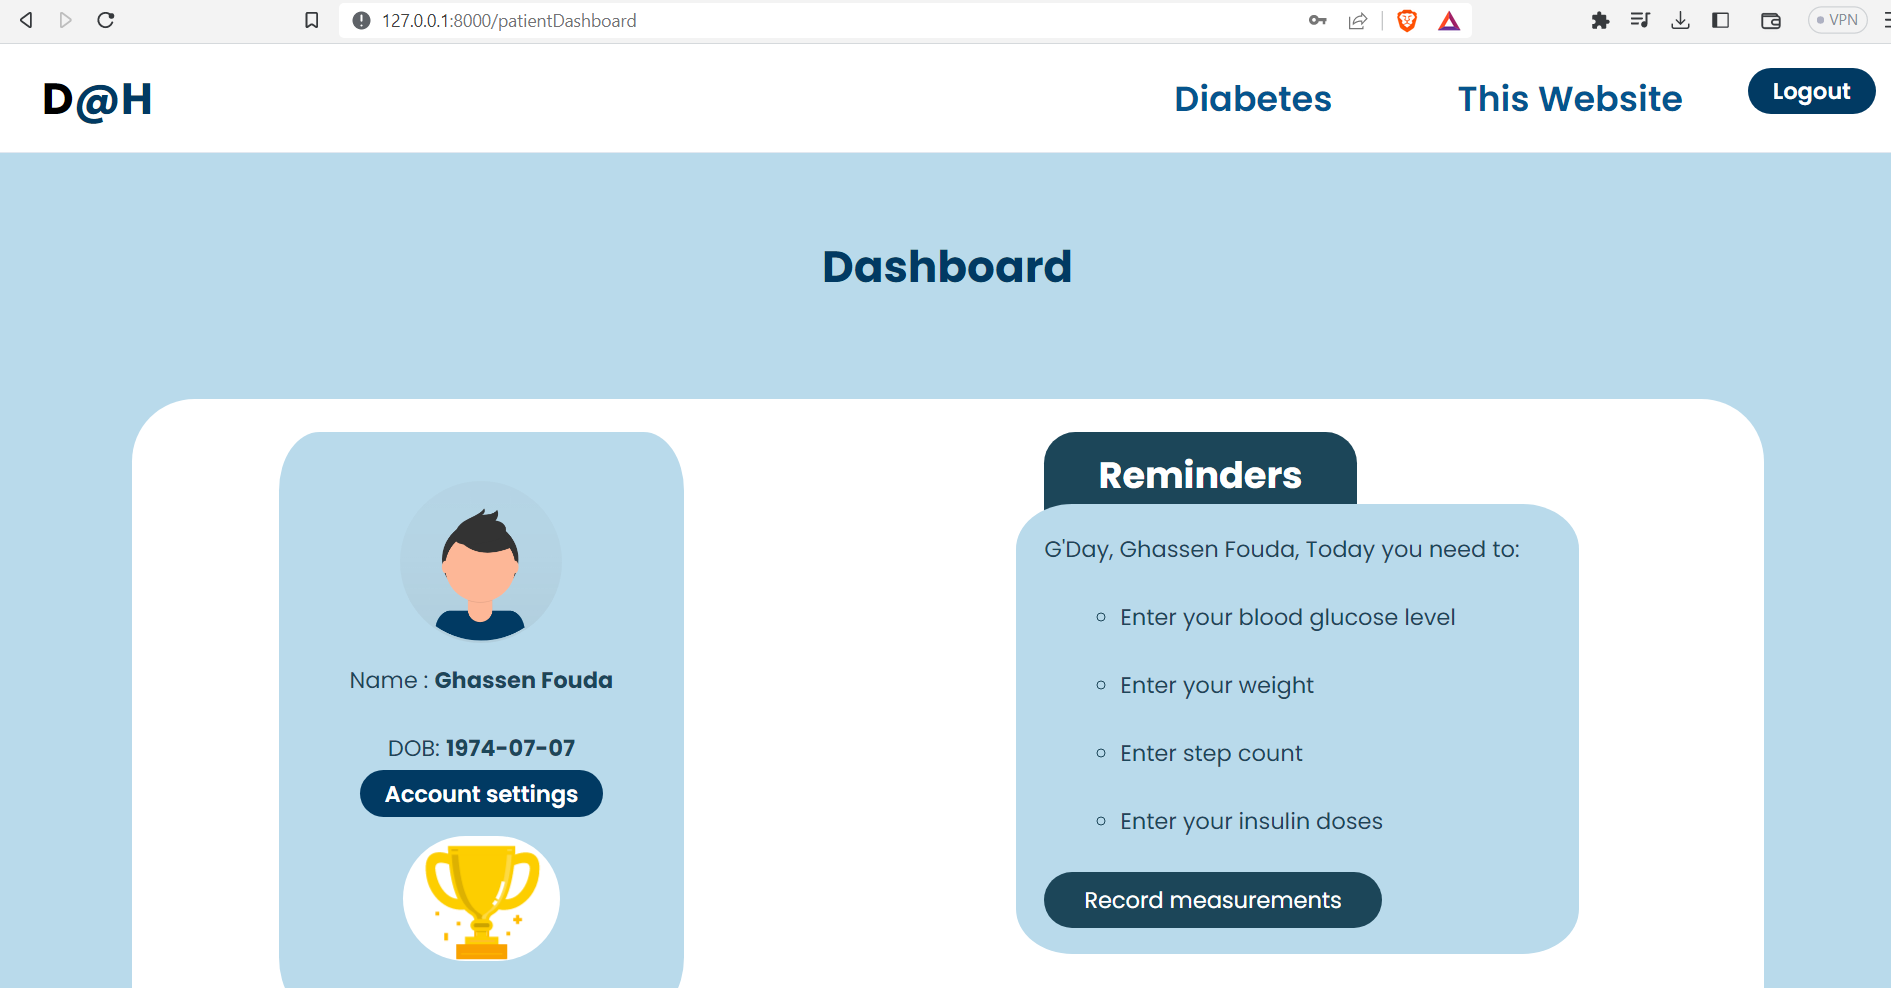 127.0.0.1:8000/patientDashboard
VPN
D@H
Diabetes
This Website
Logout
Dashboard
Name : Ghassen Fouda
DOB: 1974-07-07
Account settings
Reminders
G'Day, Ghassen Fouda, Today you need to:
Enter your blood glucose level
Enter your weight
Enter step count
Enter your insulin doses
Record measurements